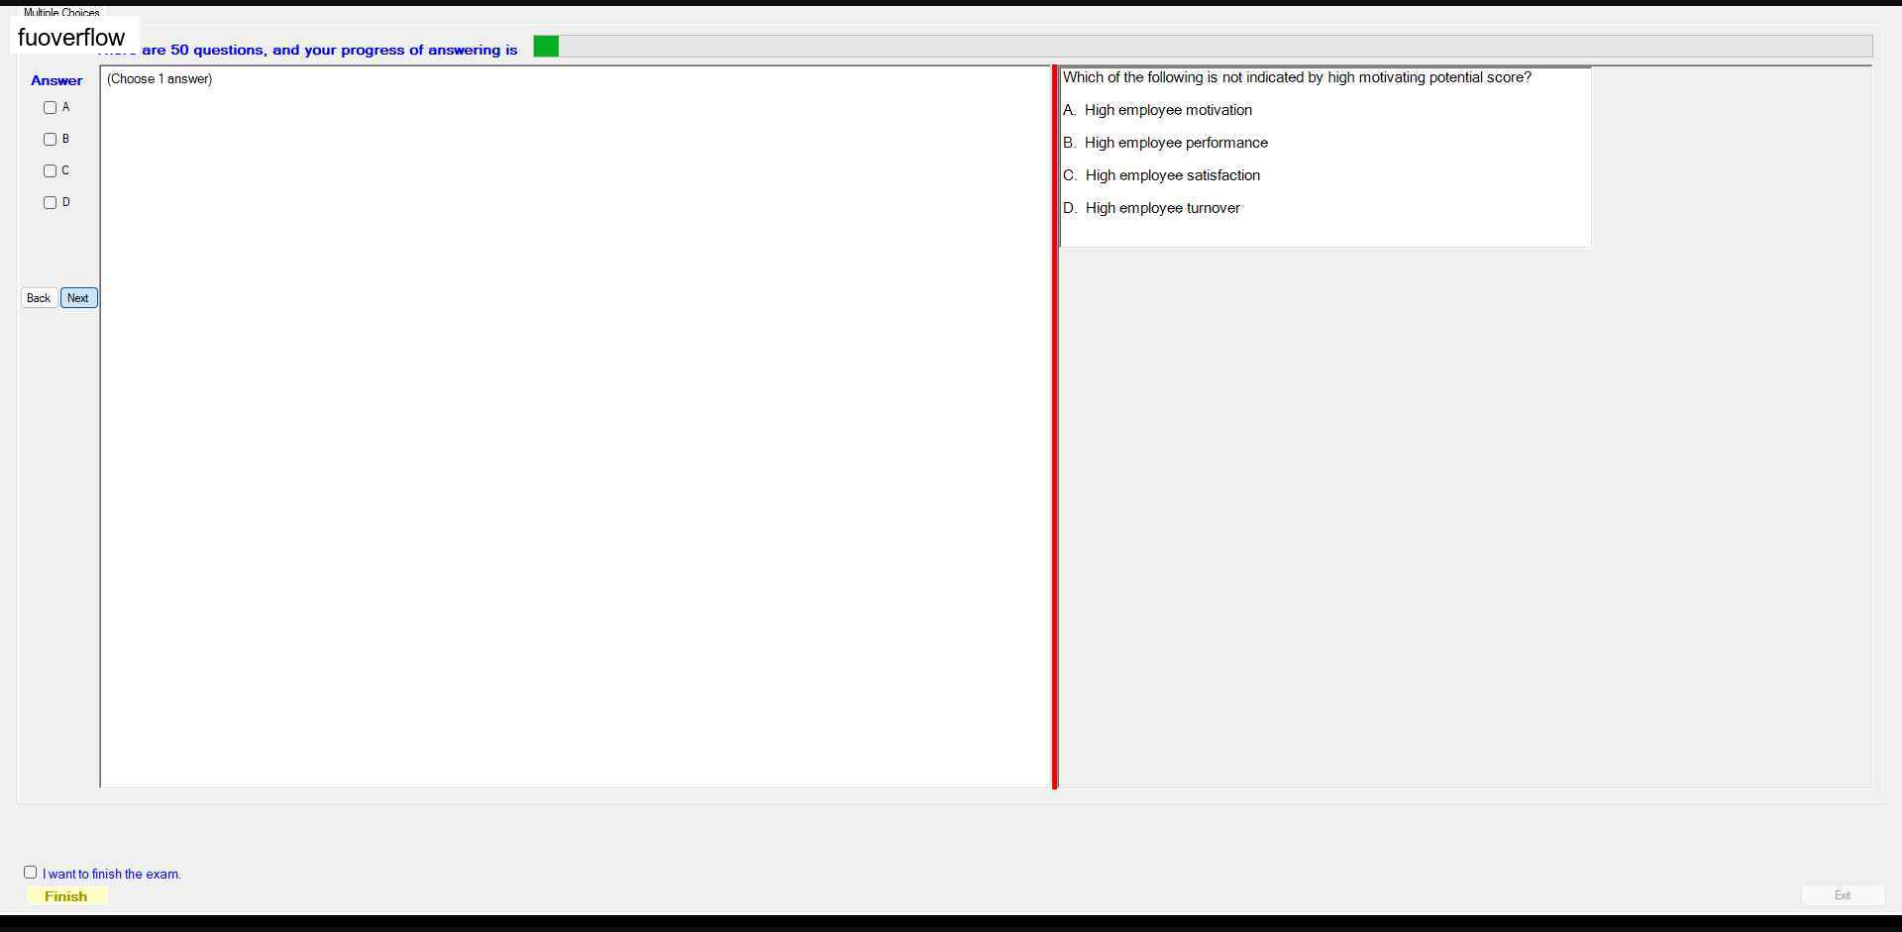 Multiple Choices
fuoverflow
are 50 questions, and your progress of answering is
Answer
(Choose 1 answer)
A
B
C
D
Back Next
Which of the following is not indicated by high motivating potential score?
A. High employee motivation
B. High employee performance
C. High employee satisfaction
D. High employee turnover
I want to finish the exam.
Finish
Exit